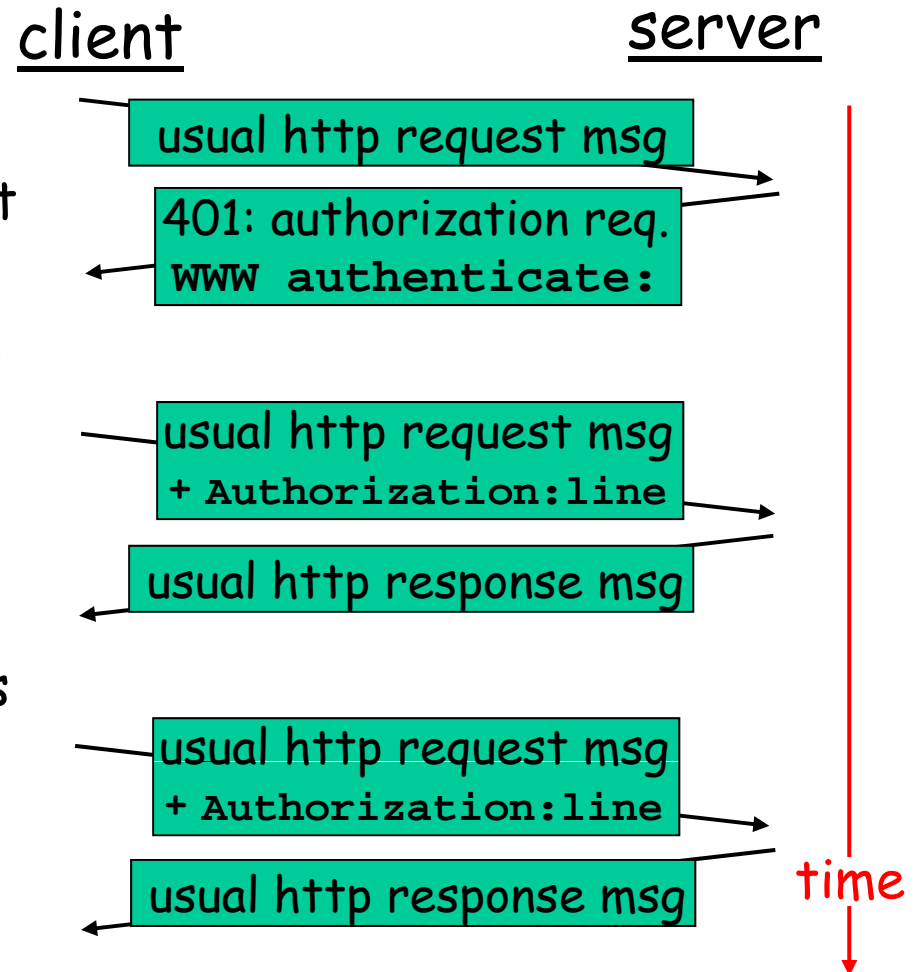 client
server
usual http request msg
401: authorization req.
WWW authenticate:
usual http request msg
+ Authorization:line
usual http response msg
usual http request msg
+ Authorization:line
usual http response msg
time